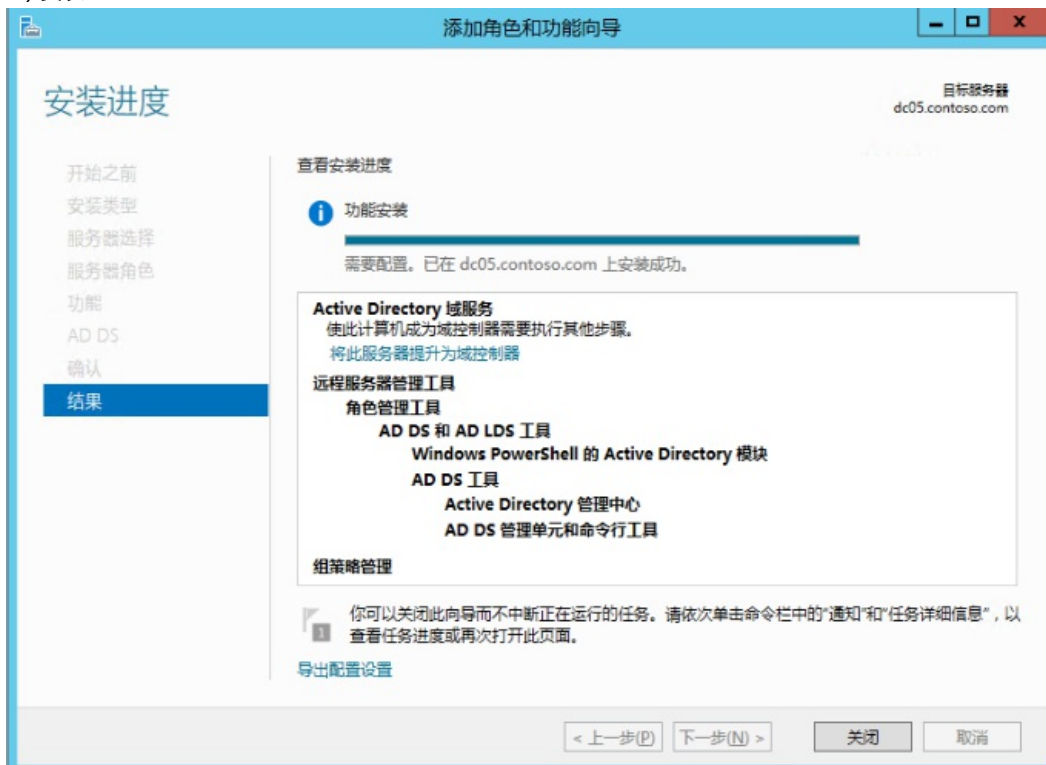 添加角色和功能向导
安装进度
目标服务器
dc05.contoso.com
开始之前
安装类型
服务器选择
服务器角色
功能
AD DS
确认
结果
查看安装进度
功能安装
需要配置。已在 dc05.contoso.com 上安装成功。
Active Directory 域服务
使此计算机成为域控制器需要执行其他步骤。
将此服务器提升为域控制器
远程服务器管理工具
角色管理工具
AD DS 和 AD LDS 工具
Windows PowerShell 的 Active Directory 模块
AD DS 工具
Active Directory 管理中心
AD DS 管理单元和命令行工具
组策略管理
1
你可以关闭此向导而不中断正在运行的任务。请依次单击命令栏中的“通知”和“任务详细信息”，以
查看任务进度或再次打开此页面。
导出配置设置
< 上一步(P)
下一步(N) >
关闭
取消